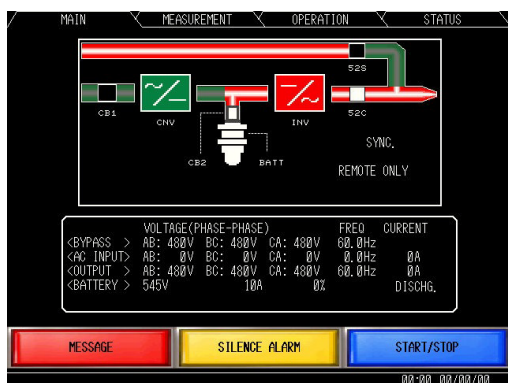 MAIN MEASUREMENT OPERATION STATUS
52S
CB1 CNV INV 52C
SYNC.
CB2 BATT
REMOTE ONLY
VOLTAGE(PHASE-PHASE) FREQ CURRENT
<BYPASS > AB: 480V BC: 480V CA: 480V 60.0Hz
<AC INPUT> AB: 0V BC: 0V CA: 0V 0.0Hz 0A
<OUTPUT > AB: 480V BC: 480V CA: 480V 60.0Hz 0A
<BATTERY > 545V 10A 0% DISCHG.
MESSAGE SILENCE ALARM START/STOP
00:00 00/00/00